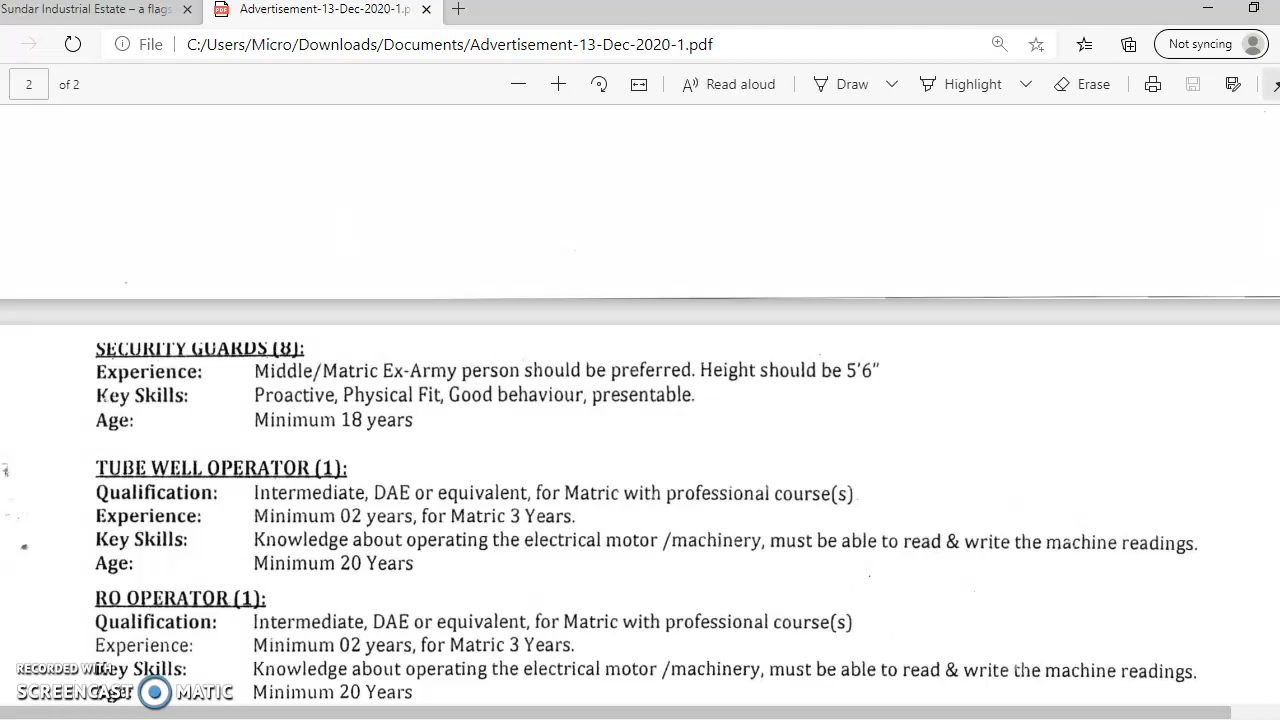 Sundar Industrial Estate – a flags
Advertisement-13-Dec-2020-1.p
File C:/Users/Micro/Downloads/Documents/Advertisement-13-Dec-2020-1.pdf Not syncing
2 of 2 Read aloud Draw Highlight Erase
SECURITY GUARDS (8):
Experience: Middle/Matric Ex-Army person should be preferred. Height should be 5'6"
Key Skills: Proactive, Physical Fit, Good behaviour, presentable.
Age: Minimum 18 years
TUBE WELL OPERATOR (1):
Qualification: Intermediate, DAE or equivalent, for Matric with professional course(s)
Experience: Minimum 02 years, for Matric 3 Years.
Key Skills: Knowledge about operating the electrical motor /machinery, must be able to read & write the machine readings.
Age: Minimum 20 Years
RO OPERATOR (1):
Qualification: Intermediate, DAE or equivalent, for Matric with professional course(s)
Experience: Minimum 02 years, for Matric 3 Years.
Key Skills: Knowledge about operating the electrical motor /machinery, must be able to read & write the machine readings.
Age: Minimum 20 Years
RECORDED WITH
SCREENCAST MATIC